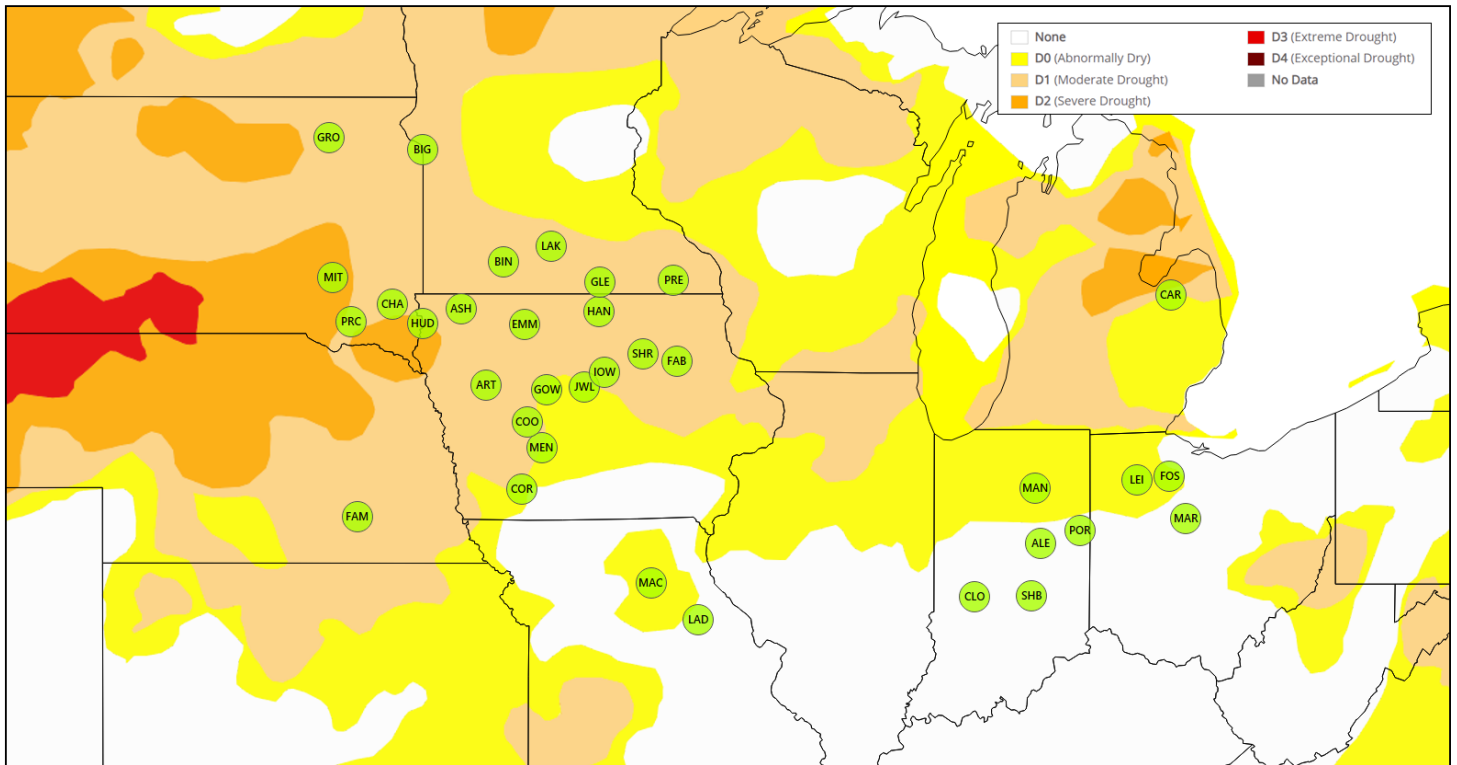 None
D0 (Abnormally Dry)
D1 (Moderate Drought)
D2 (Severe Drought)
D3 (Extreme Drought)
D4 (Exceptional Drought)
No Data
GRO
BIG
LAK
BIN
MIT
GLE
PRE
CAR
CHA
ASH
HAN
PRC
HUD
EMM
SHR
FAB
IOW
ART
GOW
JWL
COO
MEN
COR
MAN
LEI
FOS
FAM
MAR
POR
ALE
MAC
CLO
SHB
LAD